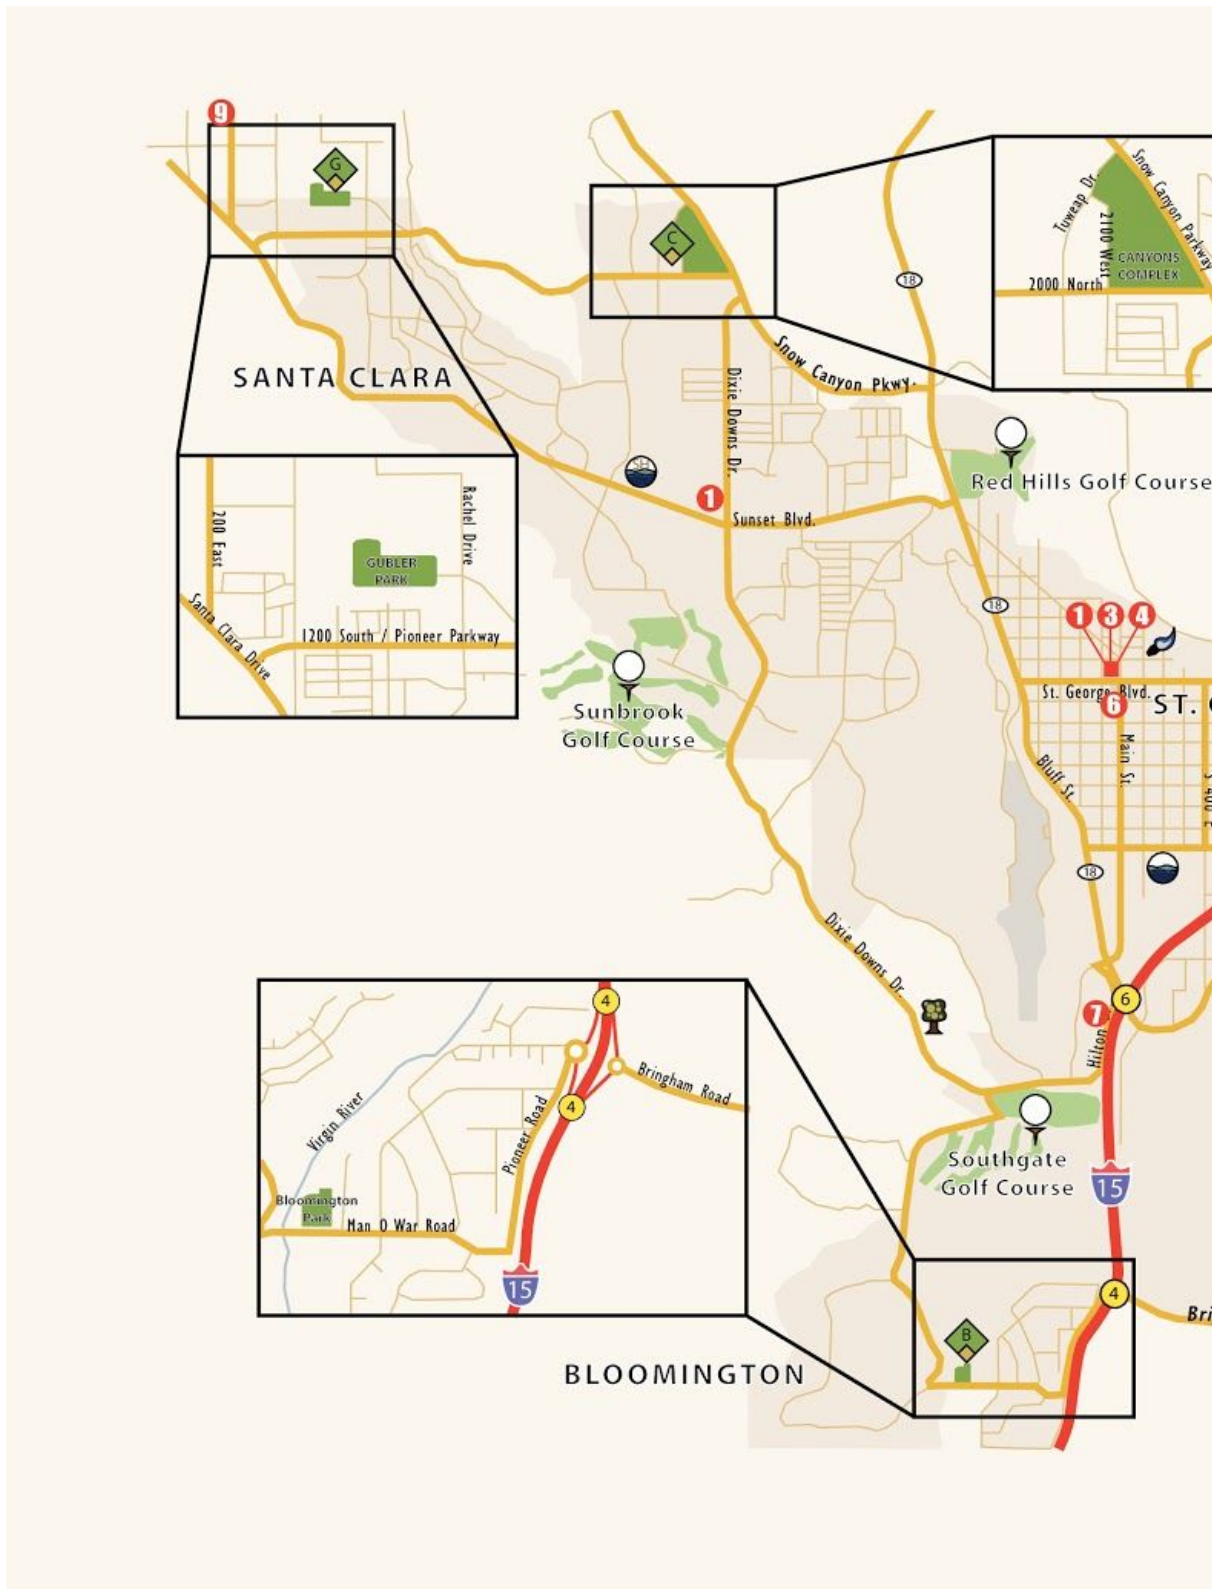 9
G
C
Snow Canyon Parkway
Tuweap Dr.
2100 West
CANYONS
COMPLEX
2000 North
18
SANTA CLARA
Snow Canyon Pkwy.
Dixie Downs Dr.
SH
Red Hills Golf Course
1
Sunset Blvd.
200 East
Rachel Drive
GUBLER
PARK
Santa Clara Drive
1200 South / Pioneer Parkway
18
1
3
4
St. George Blvd.
6
ST.
Sunbrook
Golf Course
Main St.
Bluff St.
18
Dixie Downs Dr.
6
7
Hilton
4
4
Bringham Road
Virgin River
Pioneer Road
Bloomington
Park
Man O War Road
15
Southgate
Golf Course
15
4
Bri
B
BLOOMINGTON